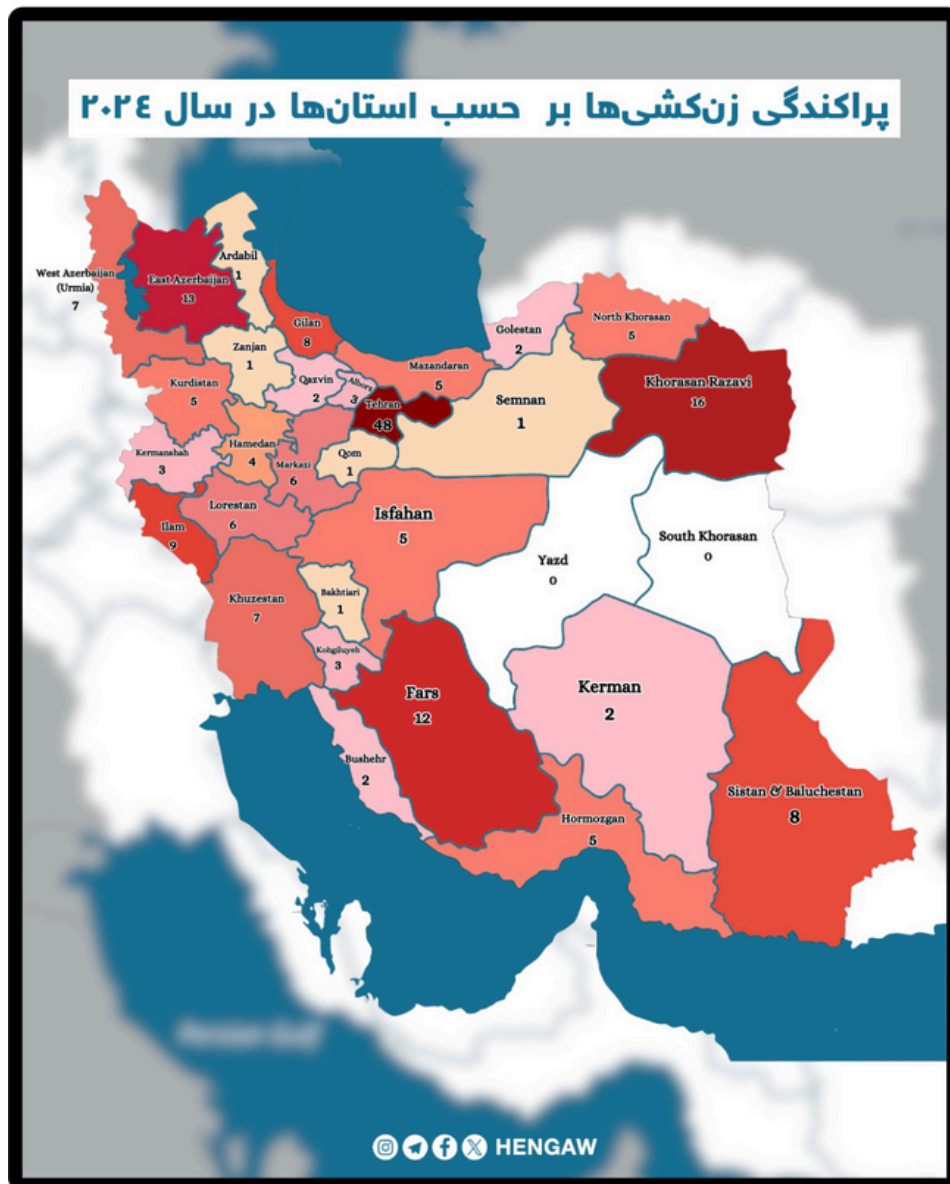 پراکندگی زن‌کشی‌ها بر حسب استان‌ها در سال ٢٠٢٤
West Azerbaijan
(Urmia)
7
East Azerbaijan
13
Ardabil
1
Gilan
8
Zanjan
1
Golestan
2
North Khorasan
5
Kurdistan
5
Qazvin
2
Alborz
3
Mazandaran
5
Tehran
48
Semnan
1
Khorasan Razavi
16
Kermanshah
3
Hamedan
4
Markazi
6
Qom
1
Ilam
9
Lorestan
6
Isfahan
5
Yazd
0
South Khorasan
0
Khuzestan
7
Bakhtiari
1
Kohgiluyeh
3
Fars
12
Kerman
2
Bushehr
2
Hormozgan
5
Sistan & Baluchestan
8
Persian Gulf
HENGAW